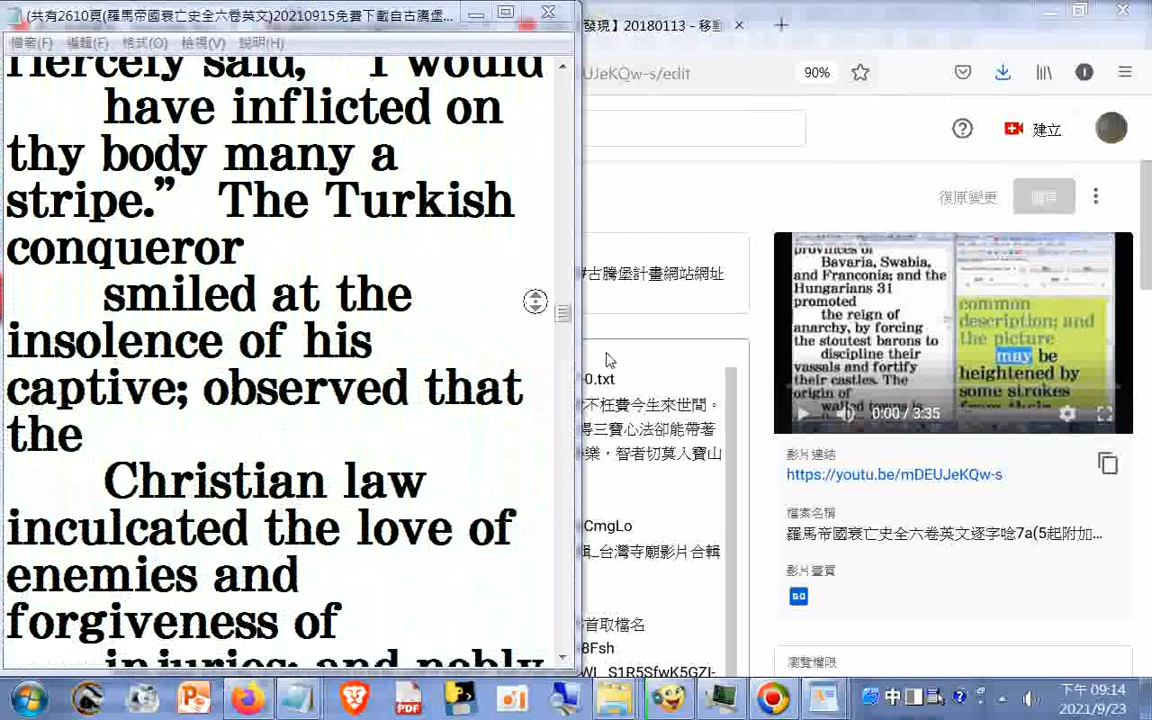 (共有2610頁(羅馬帝國衰亡史全六卷英文)20210915免費下載自古騰堡...
檔案(F) 編輯(E) 格式(O) 檢視(V) 說明(H)
fiercely said, “I would
have inflicted on
thy body many a
stripe.” The Turkish
conqueror
smiled at the
insolence of his
captive; observed that
the
Christian law
inculcated the love of
enemies and
forgiveness of
injuries; and nobly
發現】20180113 - 移動
UJeKQw-s/edit
90%
建立
復原變更
#古騰堡計畫網站網址
-0.txt
不枉費今生來世間。
得三寶心法卻能帶著
樂，智者切莫入寶山
CmgLo
輯_台灣寺廟影片合輯
首取檔名
8Fsh
WI_S1R5SfwK5GZI-
provinces of
Bavaria, Swabia,
and Franconia; and the
Hungarians 31
promoted
the reign of
anarchy, by forcing
the stoutest barons to
discipline their
vassals and fortify
their castles. The
origin of
walled towns is
common
description; and
the picture
may be
heightened by
some strokes
from their
0:00 / 3:35
影片連結
https://youtu.be/mDEUJeKQw-s
檔案名稱
羅馬帝國衰亡史全六卷英文逐字唸7a(5起附加...
影片畫質
瀏覽權限
中
下午 09:14
2021/9/23